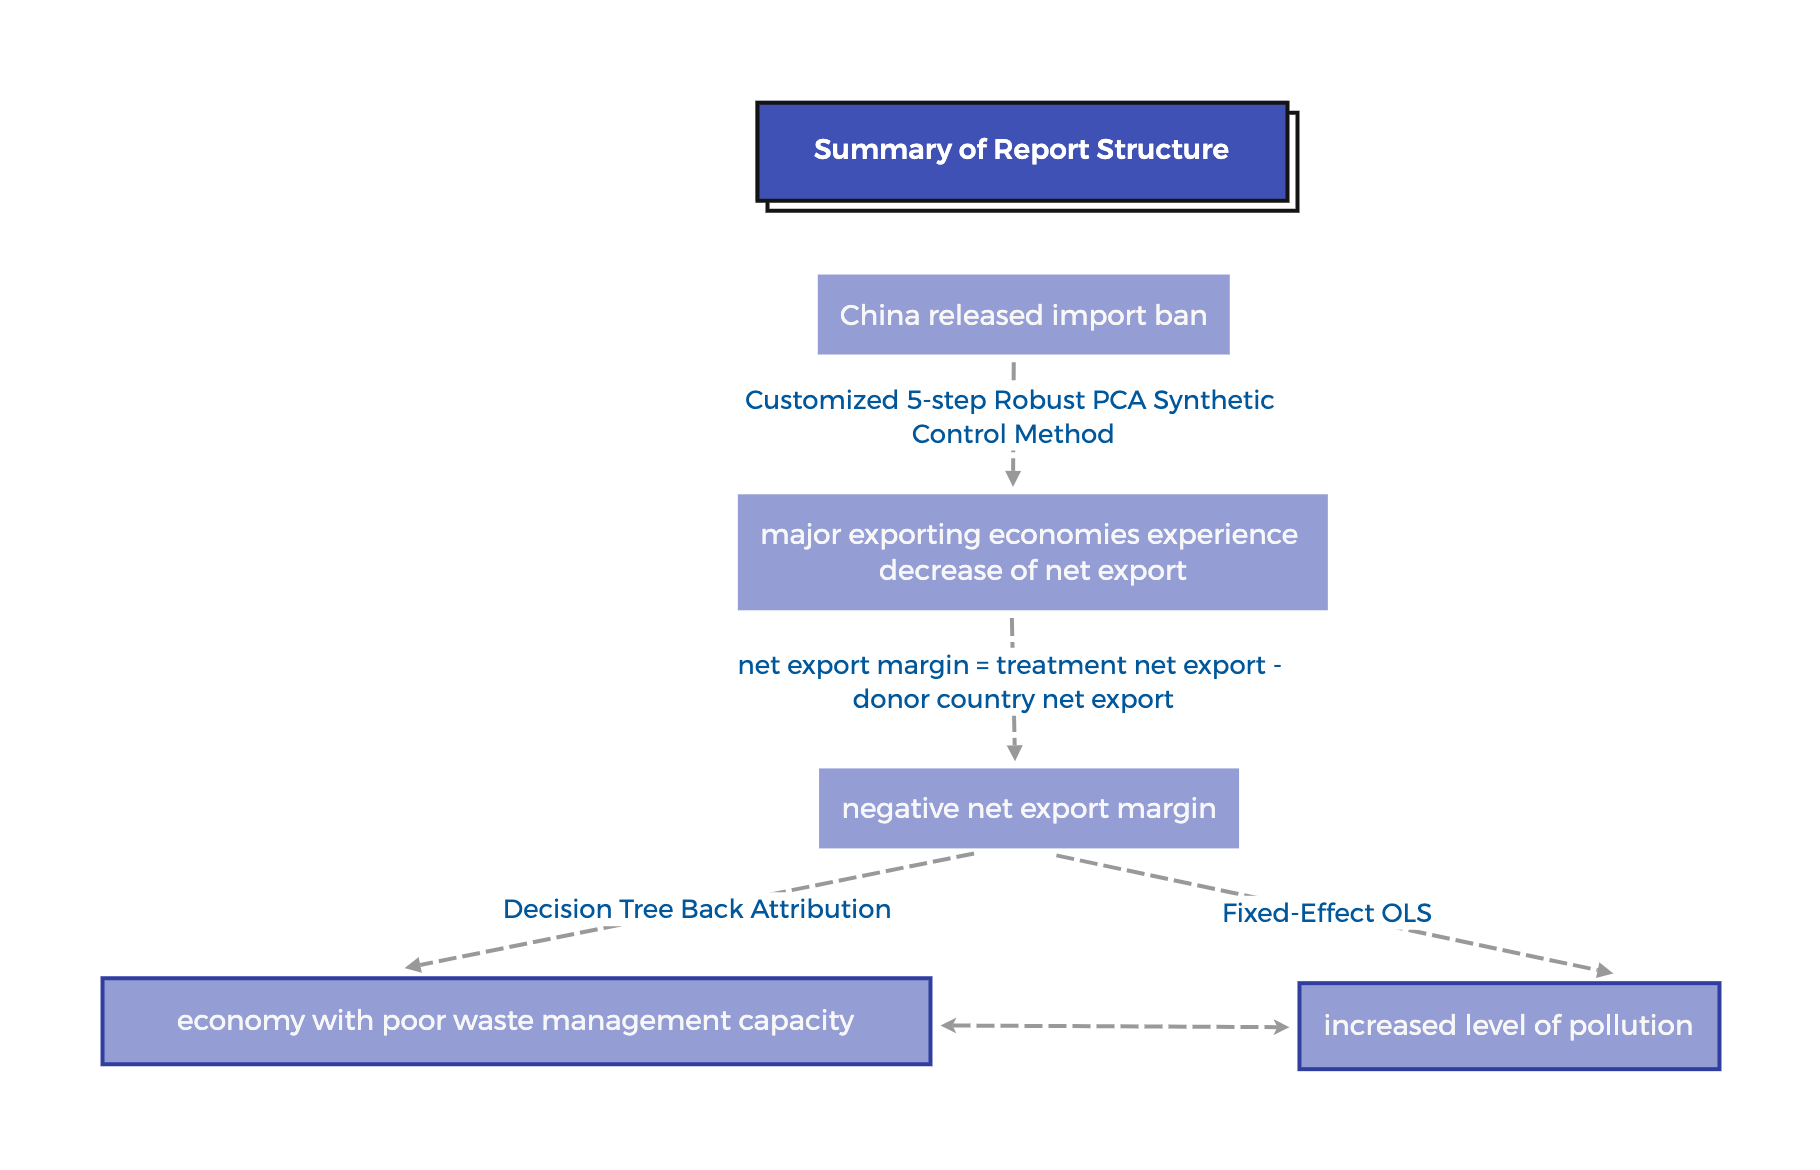 Summary of Report Structure
China released import ban
Customized 5-step Robust PCA Synthetic
Control Method
major exporting economies experience
decrease of net export
net export margin = treatment net export -
donor country net export
negative net export margin
Decision Tree Back Attribution
Fixed-Effect OLS
economy with poor waste management capacity
increased level of pollution